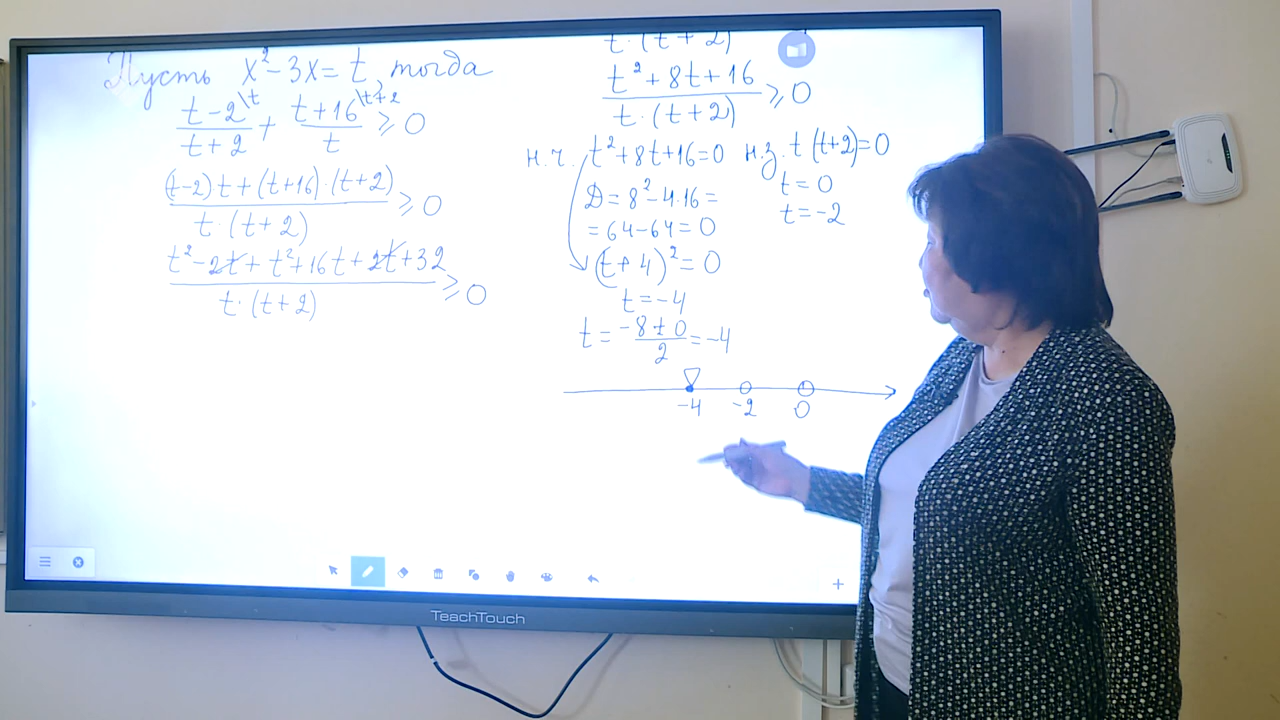 Пусть x² - 3x = t, тогда
(t-2)/(t+2) \t + (t+16)/t \t+2 ⩾ 0
((t-2)t + (t+16)·(t+2))/(t·(t+2)) ⩾ 0
(t² - 2t + t² + 16t + 2t + 32)/(t·(t+2)) ⩾ 0
t·(t+2)
(t² + 8t + 16)/(t·(t+2)) ⩾ 0
н.ч. t² + 8t + 16 = 0
D = 8² - 4·16 =
= 64 - 64 = 0
(t + 4)² = 0
t = -4
t = (-8 ± 0)/2 = -4
н.з. t (t+2) = 0
t = 0
t = -2
-4 -2 0
TeachTouch